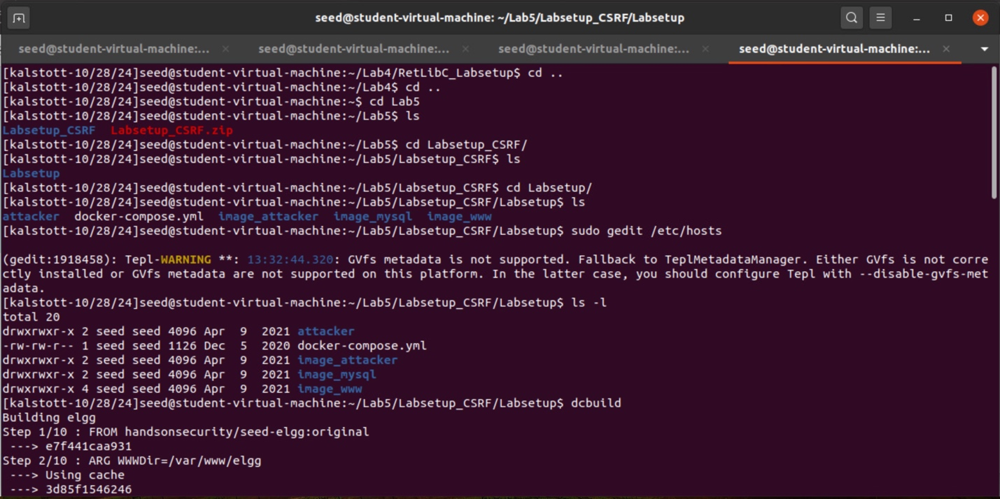 seed@student-virtual-machine: ~/Lab5/Labsetup_CSRF/Labsetup
seed@student-virtual-machine:... × seed@student-virtual-machine:... × seed@student-virtual-machine:... × seed@student-virtual-machine:... ×
[kalstott-10/28/24]seed@student-virtual-machine:~/Lab4/RetLibC_Labsetup$ cd ..
[kalstott-10/28/24]seed@student-virtual-machine:~/Lab4$ cd ..
[kalstott-10/28/24]seed@student-virtual-machine:~$ cd Lab5
[kalstott-10/28/24]seed@student-virtual-machine:~/Lab5$ ls
Labsetup_CSRF  Labsetup_CSRF.zip
[kalstott-10/28/24]seed@student-virtual-machine:~/Lab5$ cd Labsetup_CSRF/
[kalstott-10/28/24]seed@student-virtual-machine:~/Lab5/Labsetup_CSRF$ ls
Labsetup
[kalstott-10/28/24]seed@student-virtual-machine:~/Lab5/Labsetup_CSRF$ cd Labsetup/
[kalstott-10/28/24]seed@student-virtual-machine:~/Lab5/Labsetup_CSRF/Labsetup$ ls
attacker  docker-compose.yml  image_attacker  image_mysql  image_www
[kalstott-10/28/24]seed@student-virtual-machine:~/Lab5/Labsetup_CSRF/Labsetup$ sudo gedit /etc/hosts
(gedit:1918458): Tepl-WARNING **: 13:32:44.320: GVfs metadata is not supported. Fallback to TeplMetadataManager. Either GVfs is not corre
ctly installed or GVfs metadata are not supported on this platform. In the latter case, you should configure Tepl with --disable-gvfs-met
adata.
[kalstott-10/28/24]seed@student-virtual-machine:~/Lab5/Labsetup_CSRF/Labsetup$ ls -l
total 20
drwxrwxr-x 2 seed seed 4096 Apr  9  2021 attacker
-rw-rw-r-- 1 seed seed 1126 Dec  5  2020 docker-compose.yml
drwxrwxr-x 2 seed seed 4096 Apr  9  2021 image_attacker
drwxrwxr-x 2 seed seed 4096 Apr  9  2021 image_mysql
drwxrwxr-x 4 seed seed 4096 Apr  9  2021 image_www
[kalstott-10/28/24]seed@student-virtual-machine:~/Lab5/Labsetup_CSRF/Labsetup$ dcbuild
Building elgg
Step 1/10 : FROM handsonsecurity/seed-elgg:original
 ---> e7f441caa931
Step 2/10 : ARG WWWDir=/var/www/elgg
 ---> Using cache
 ---> 3d85f1546246